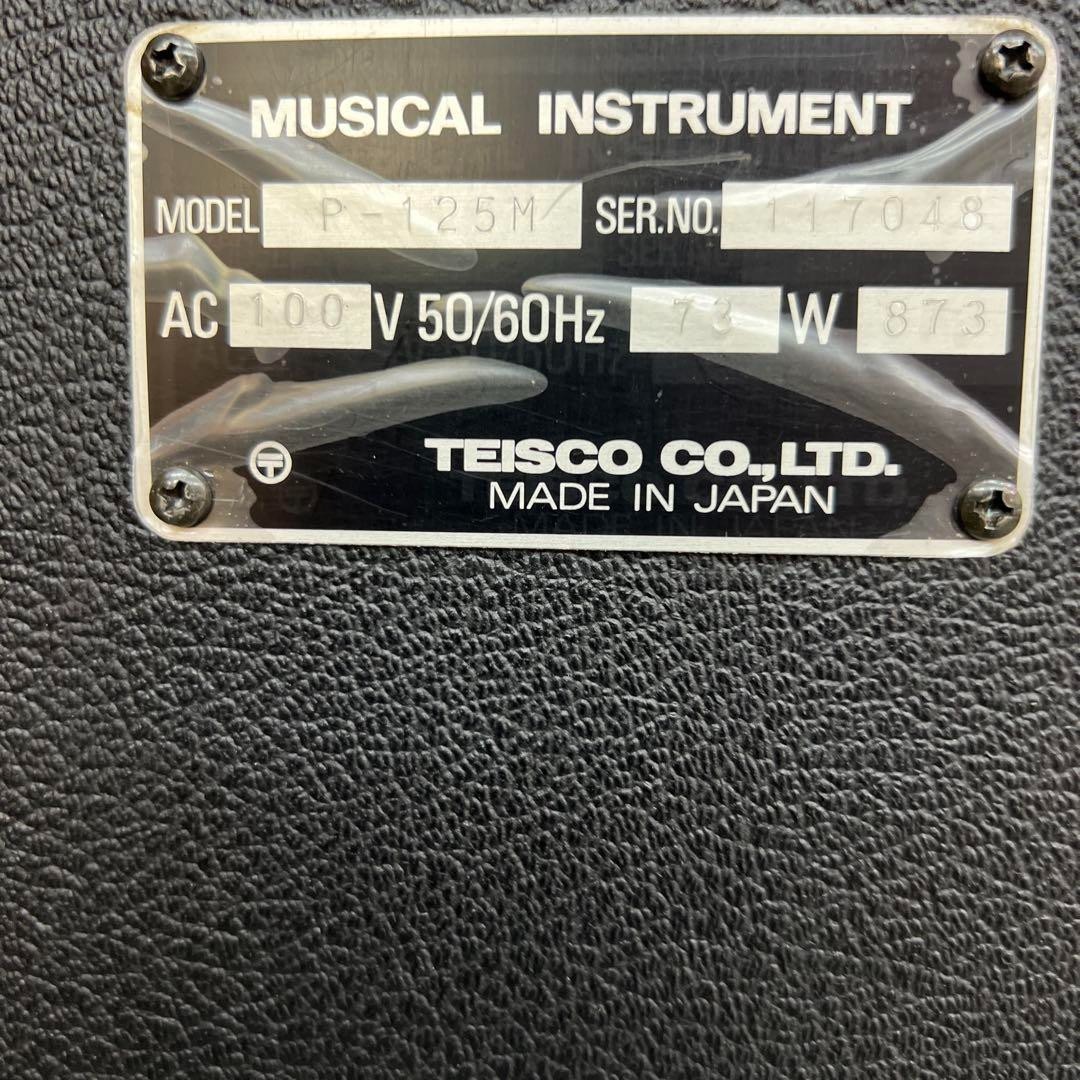 MUSICAL INSTRUMENT
MODEL P-125M SER.NO. 117048
AC 100 V 50/60Hz 73 W 873
TEISCO CO.,LTD.
MADE IN JAPAN